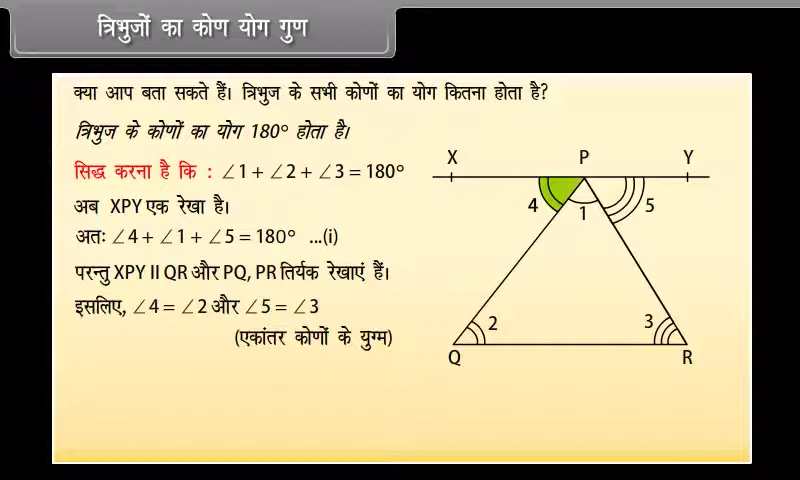 त्रिभुजों का कोण योग गुण
क्या आप बता सकते हैं। त्रिभुज के सभी कोणों का योग कितना होता है?
त्रिभुज के कोणों का योग 180° होता है।
सिद्ध करना है कि : ∠1 + ∠2 + ∠3 = 180°
अब XPY एक रेखा है।
अतः ∠4 + ∠1 + ∠5 = 180° ...(i)
परन्तु XPY II QR और PQ, PR तिर्यक रेखाएं हैं।
इसलिए, ∠4 = ∠2 और ∠5 = ∠3
(एकांतर कोणों के युग्म)
X P Y
4 1 5
2 3
Q R